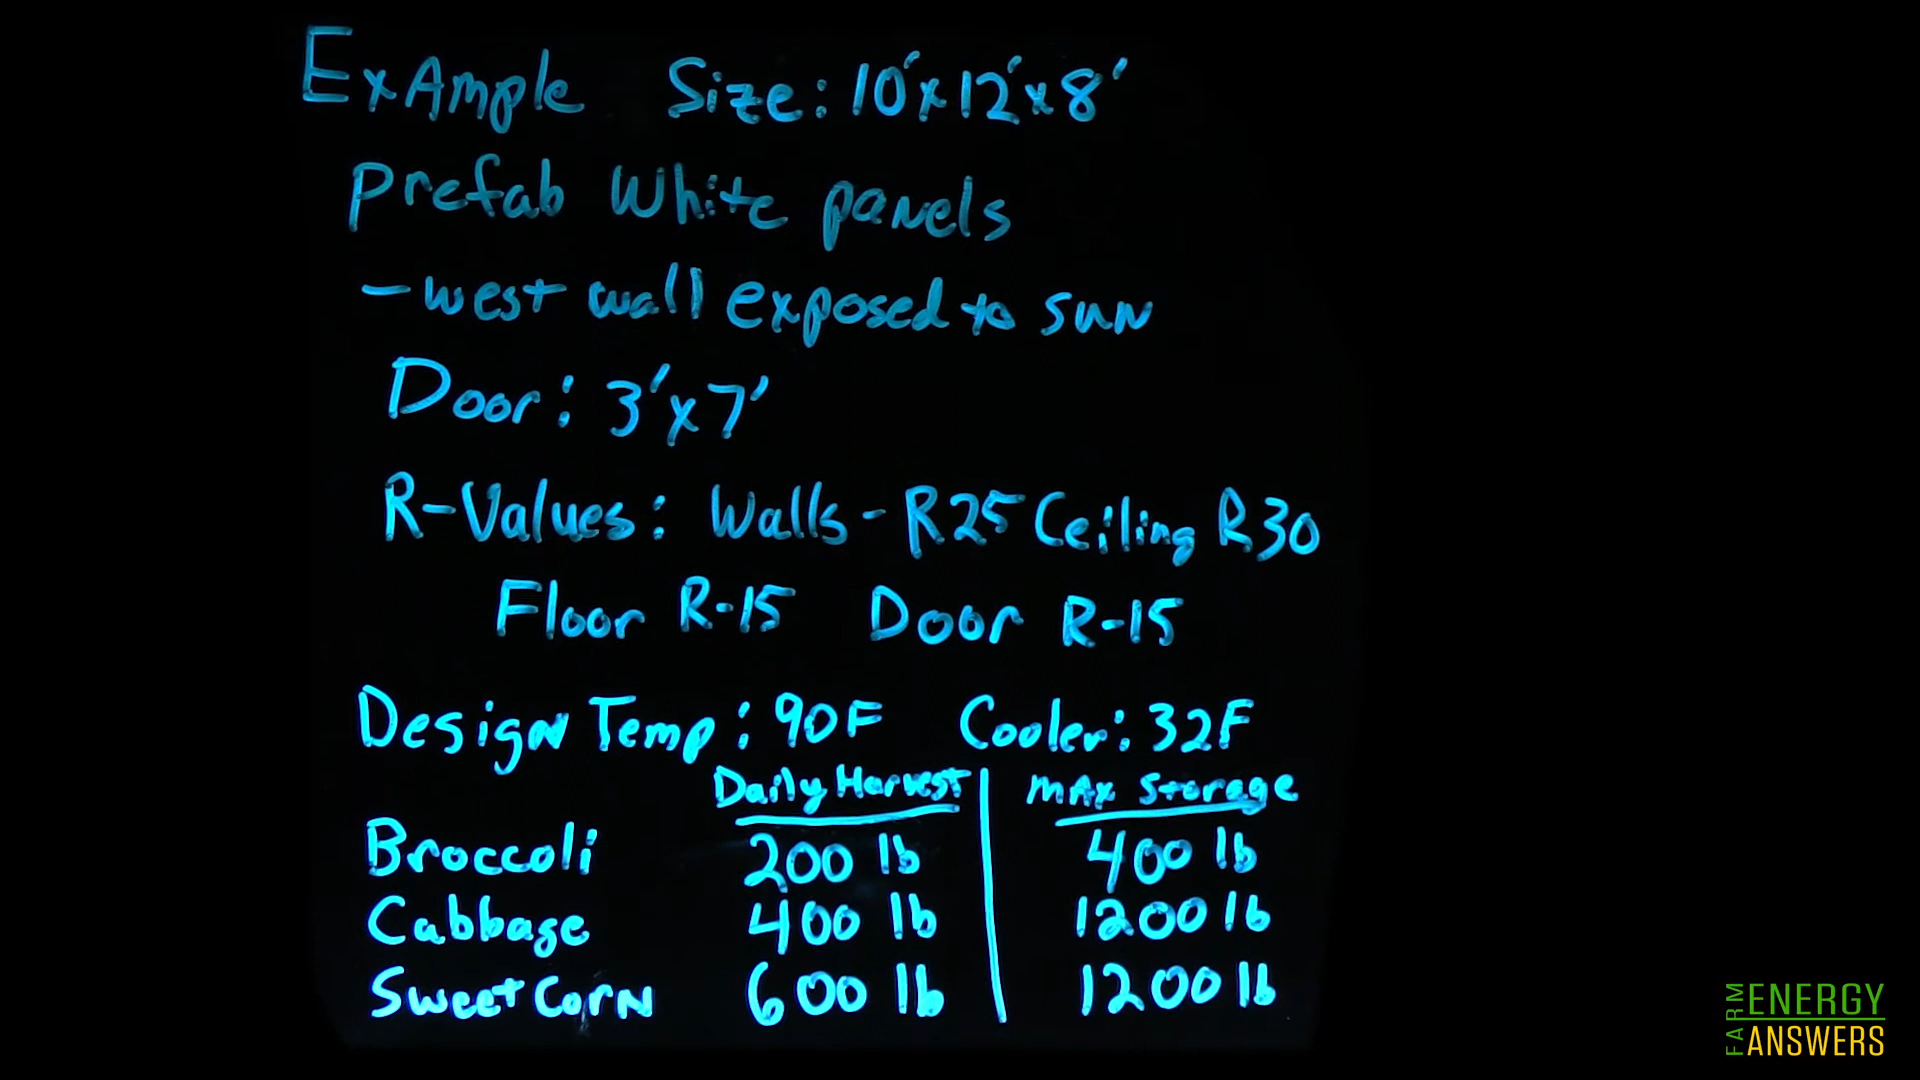 ExAmple Size: 10'x12'x8'
Prefab White panels
- west wall exposed to sun
Door: 3'x7'
R-Values: Walls - R25 Ceiling R30
Floor R-15 Door R-15
Design Temp: 90F Cooler: 32F
Daily Harvest MAx Storage
Broccoli 200 lb 400 lb
Cabbage 400 lb 1200 lb
Sweet Corn 600 lb 1200 lb
FARM ENERGY ANSWERS